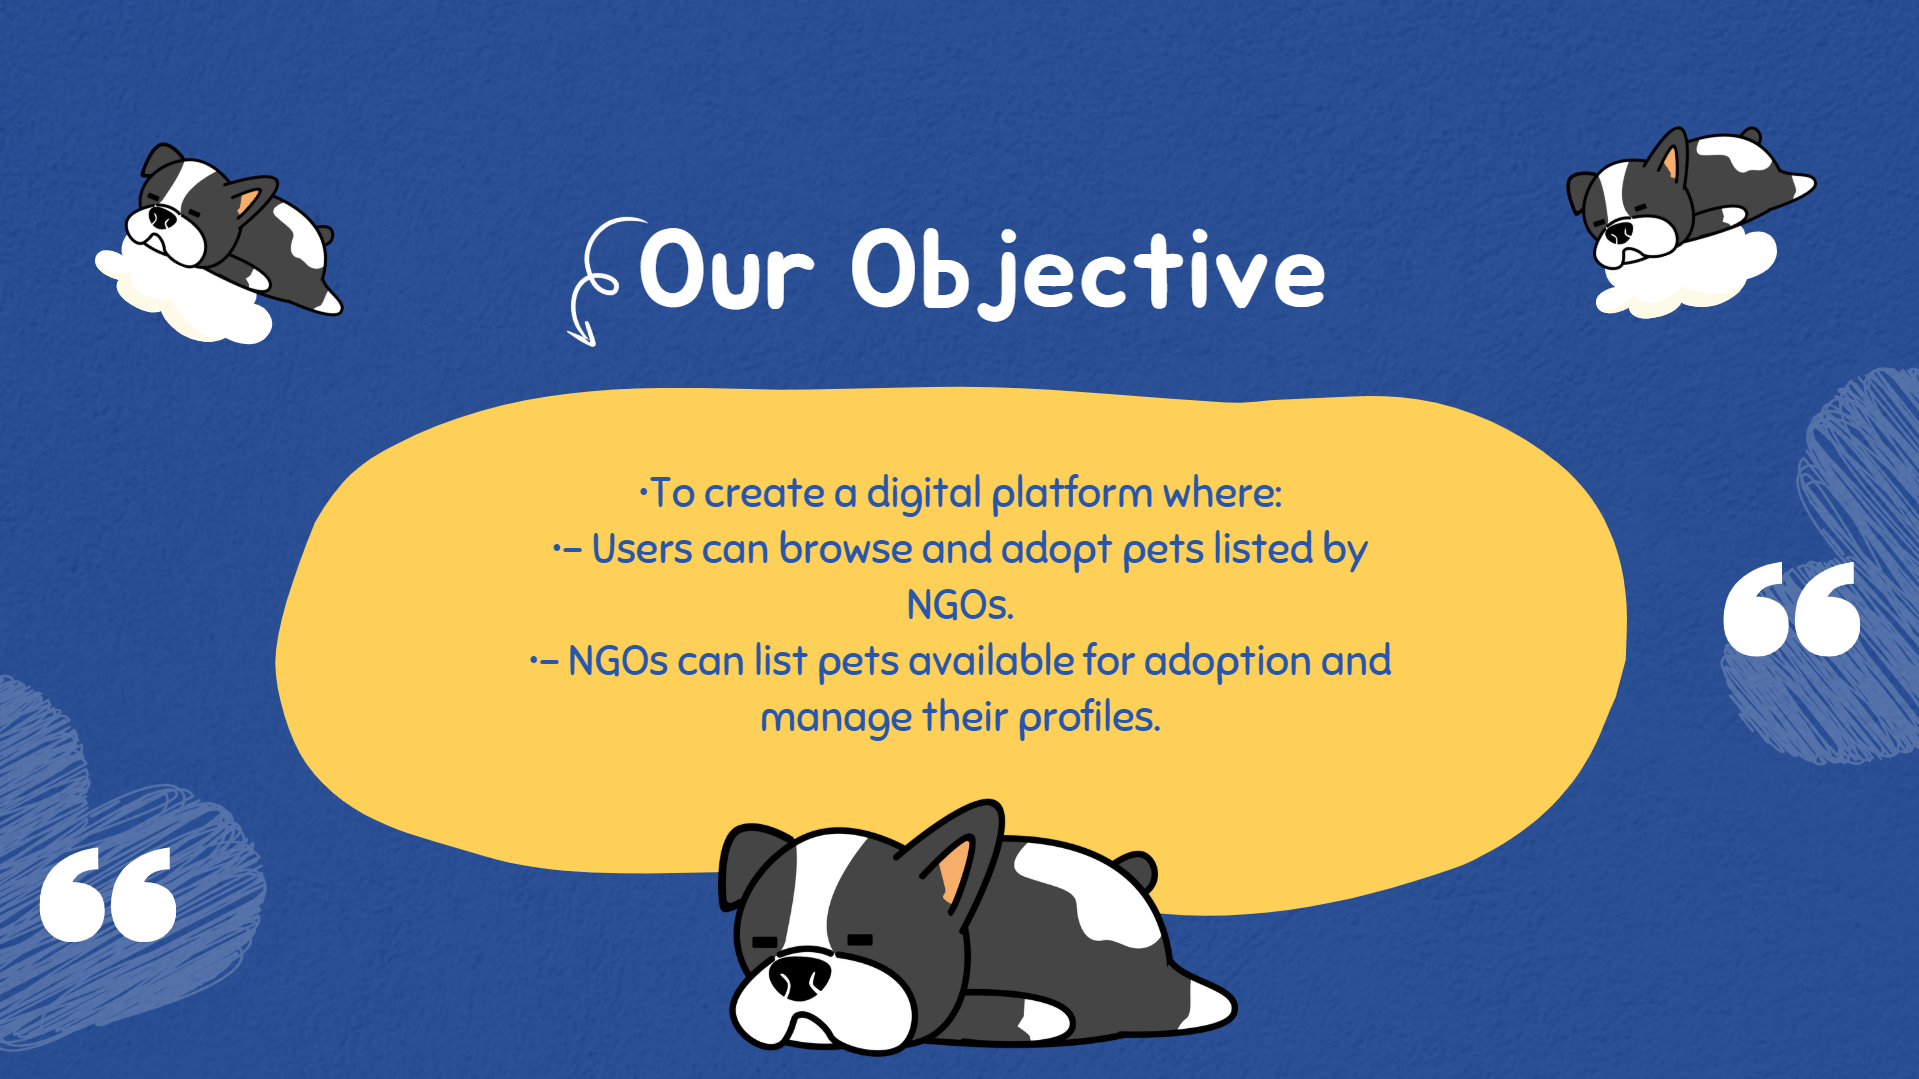 Our Objective
•To create a digital platform where:
•– Users can browse and adopt pets listed by
NGOs.
•– NGOs can list pets available for adoption and
manage their profiles.
“
“